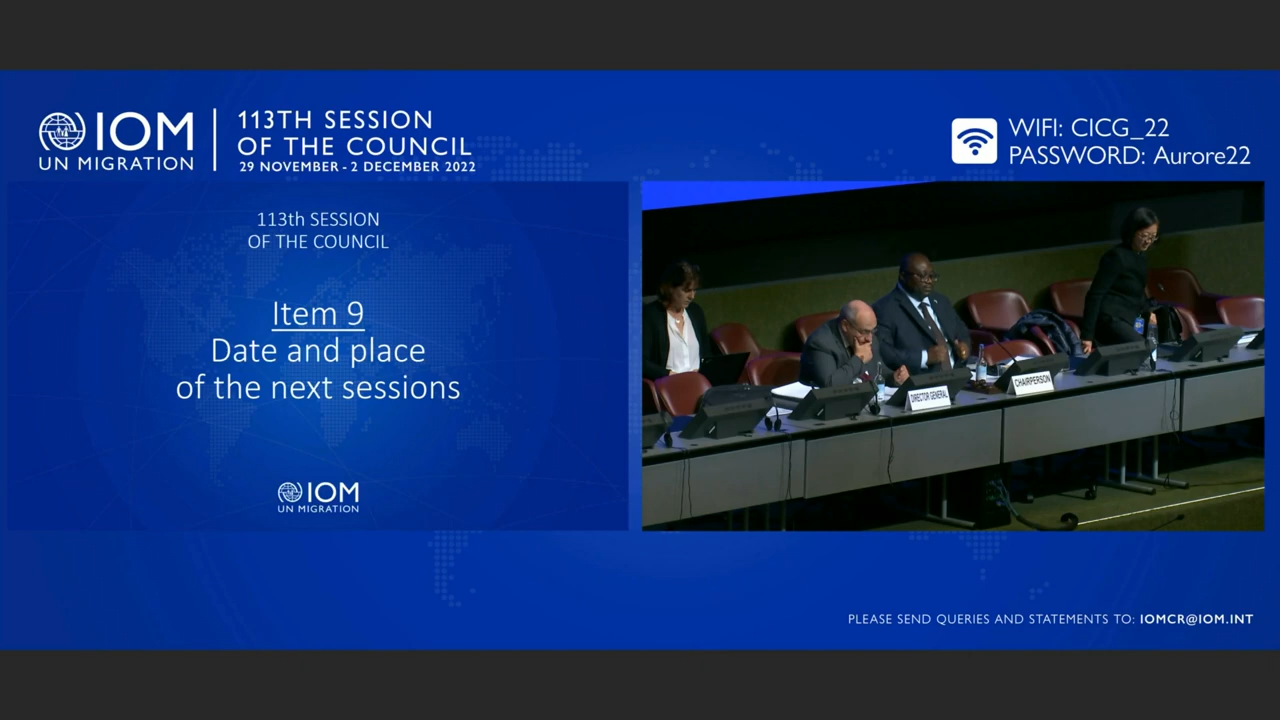 IOM
UN MIGRATION
113TH SESSION
OF THE COUNCIL
29 NOVEMBER - 2 DECEMBER 2022
WIFI: CICG_22
PASSWORD: Aurore22
113th SESSION
OF THE COUNCIL
Item 9
Date and place
of the next sessions
IOM
UN MIGRATION
DIRECTOR GENERAL
CHAIRPERSON
PLEASE SEND QUERIES AND STATEMENTS TO: IOMCR@IOM.INT